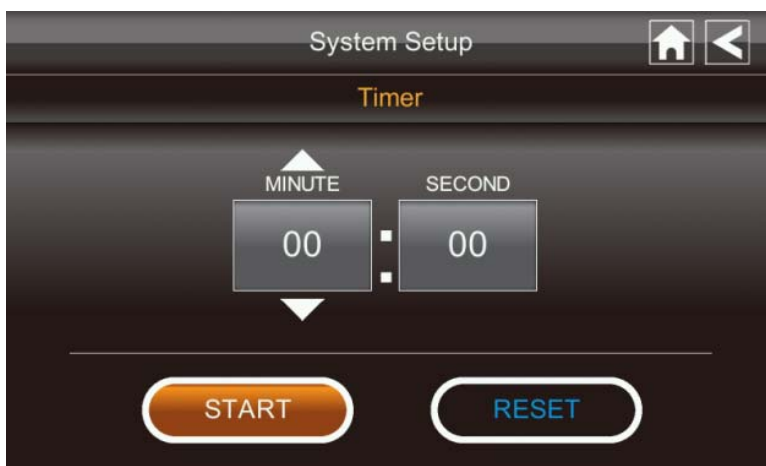 System Setup
Timer
MINUTE SECOND
00 : 00
START RESET